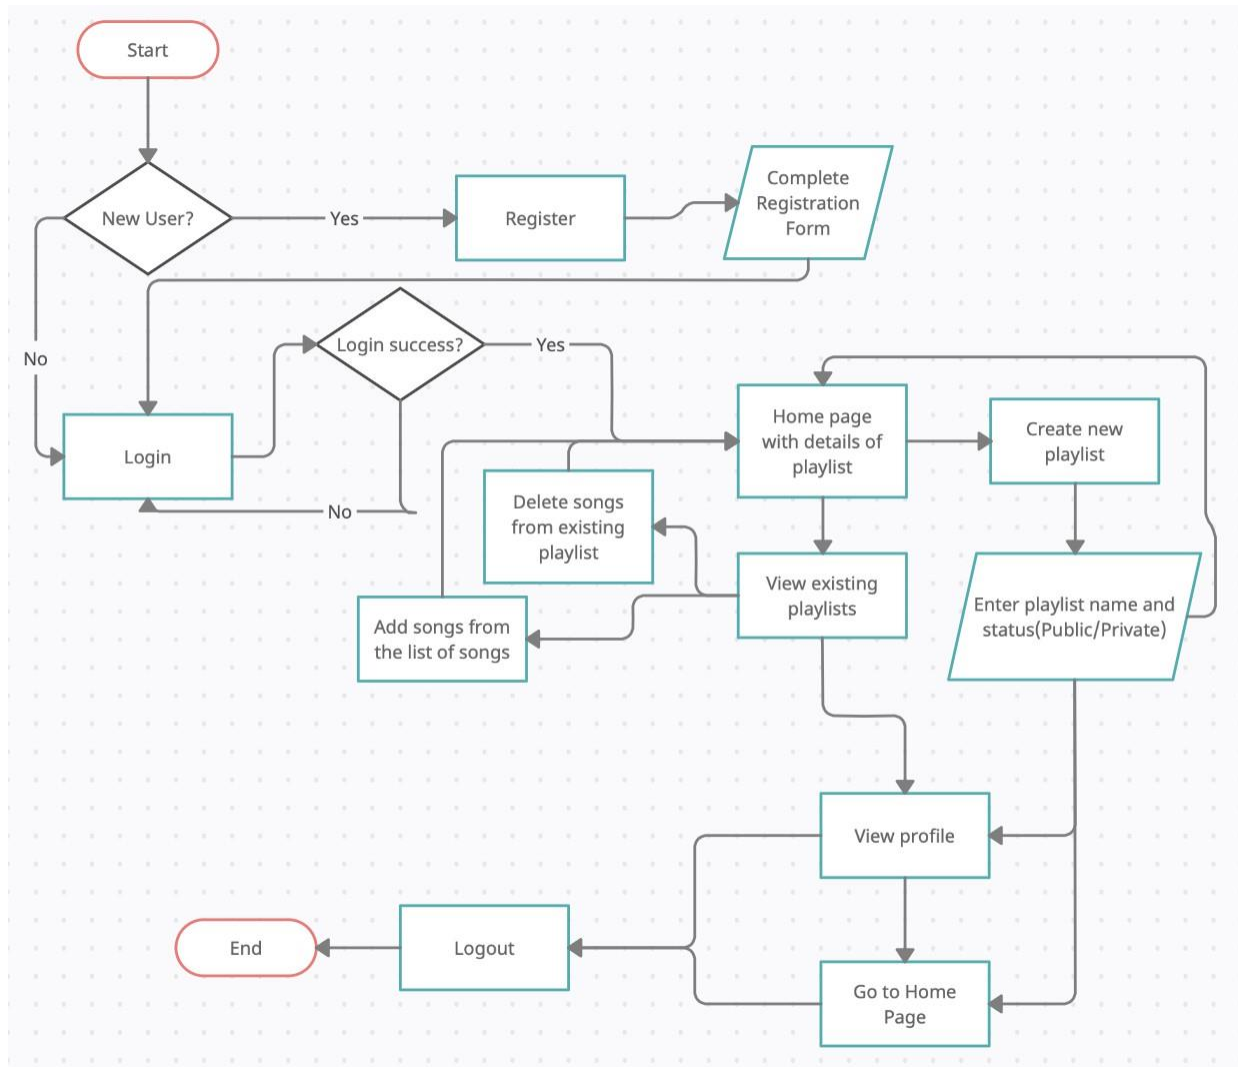 Start
New User?
Yes
Register
Complete
Registration
Form
No
Login success?
Yes
Login
No
Home page
with details of
playlist
Create new
playlist
Delete songs
from existing
playlist
View existing
playlists
Enter playlist name and
status(Public/Private)
Add songs from
the list of songs
View profile
End
Logout
Go to Home
Page